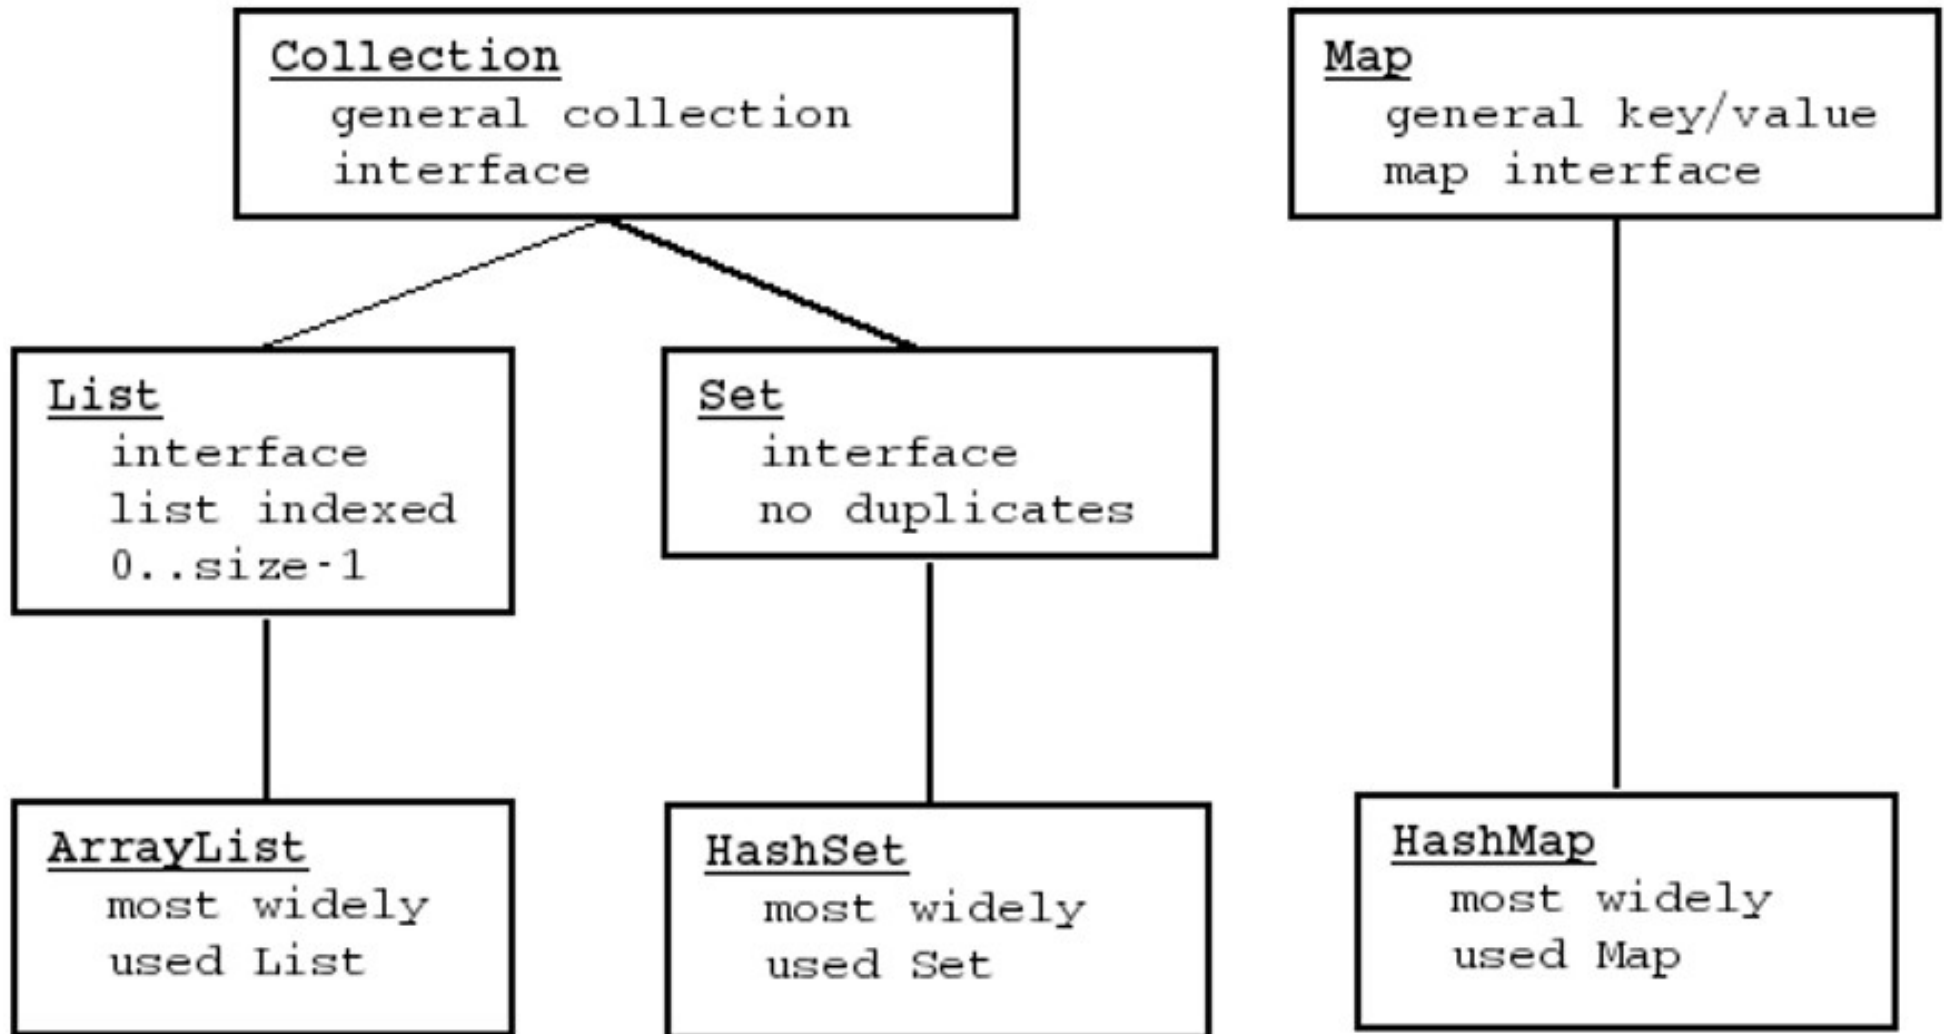 Collection
general collection
interface
Map
general key/value
map interface
List
interface
list indexed
0..size-1
Set
interface
no duplicates
ArrayList
most widely
used List
HashSet
most widely
used Set
HashMap
most widely
used Map